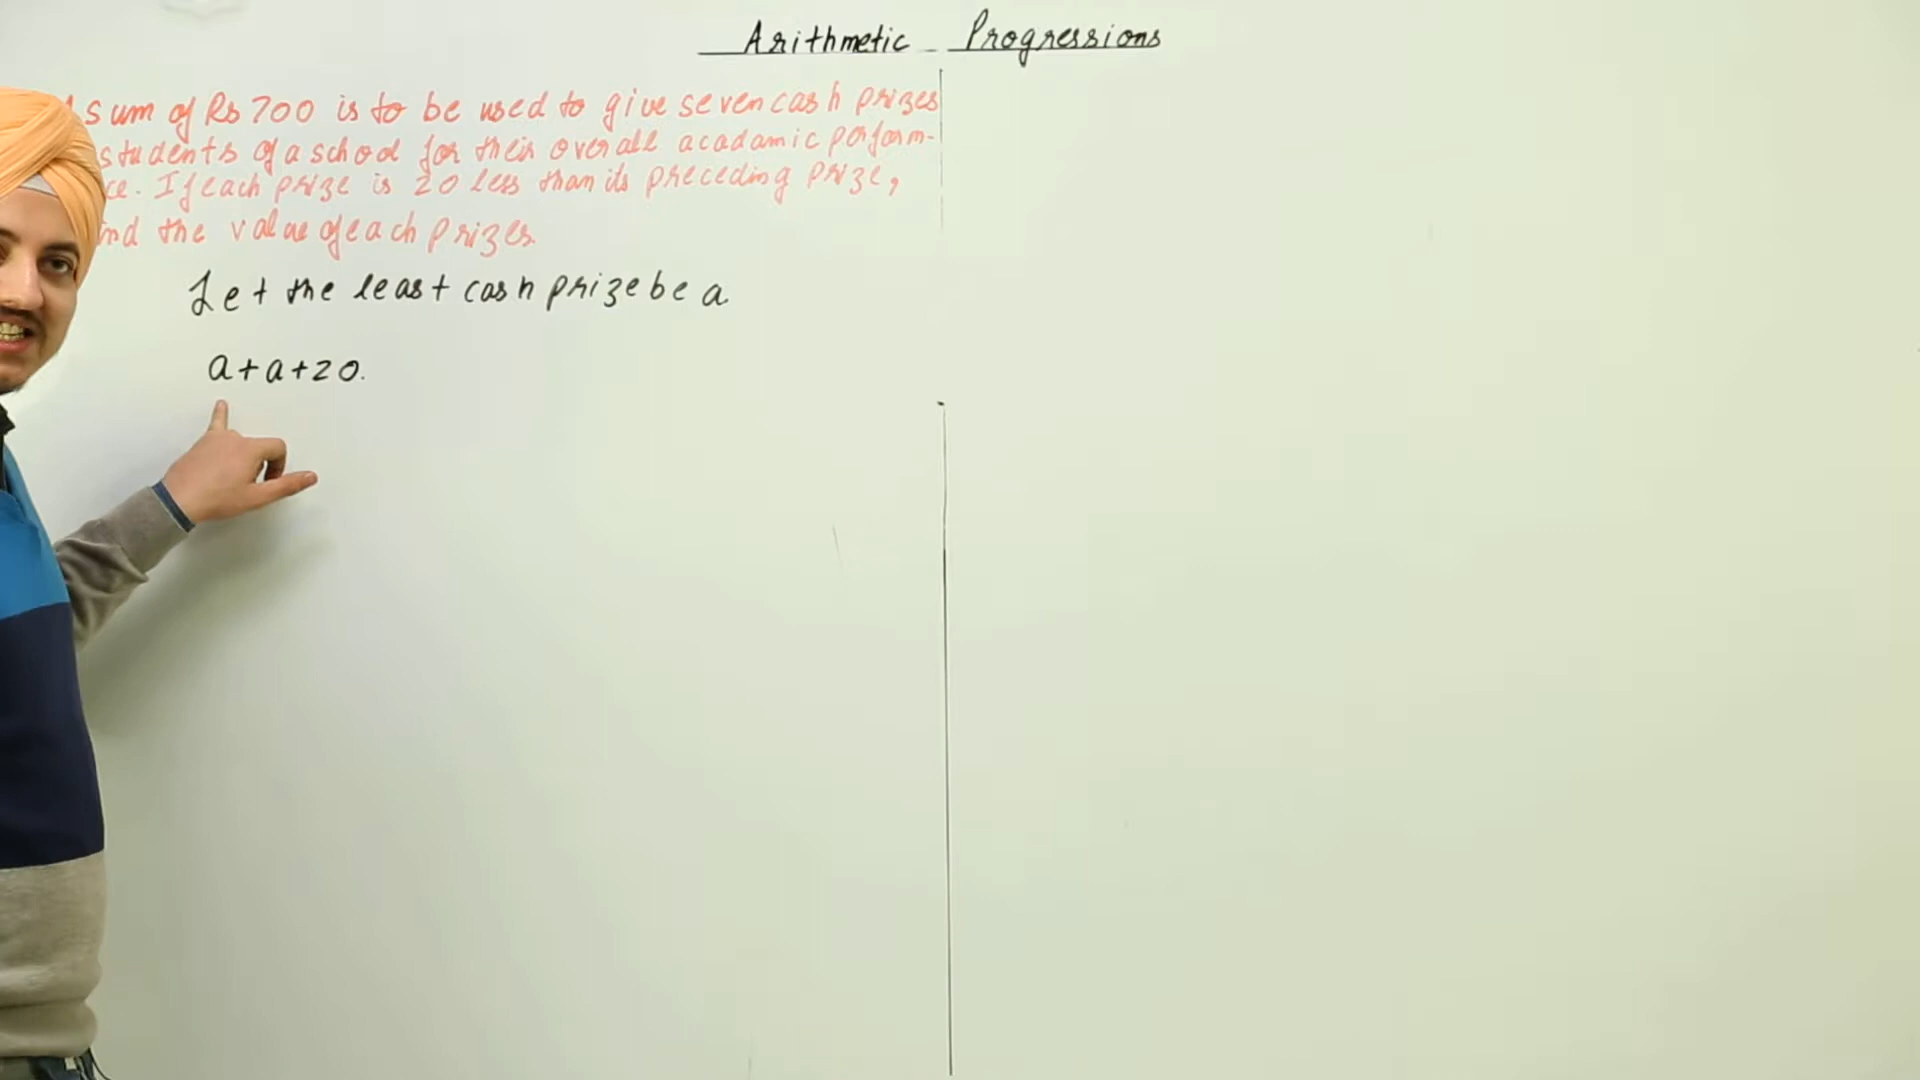 Arithmetic Progressions
sum of Rs 700 is to be used to give seven cash prizes
students of a school for their overall acadamic perform-
ce. If each prize is 20 less than its preceding prize,
nd the value of each prizes.
Let the least cash prize be a
a+a+20.